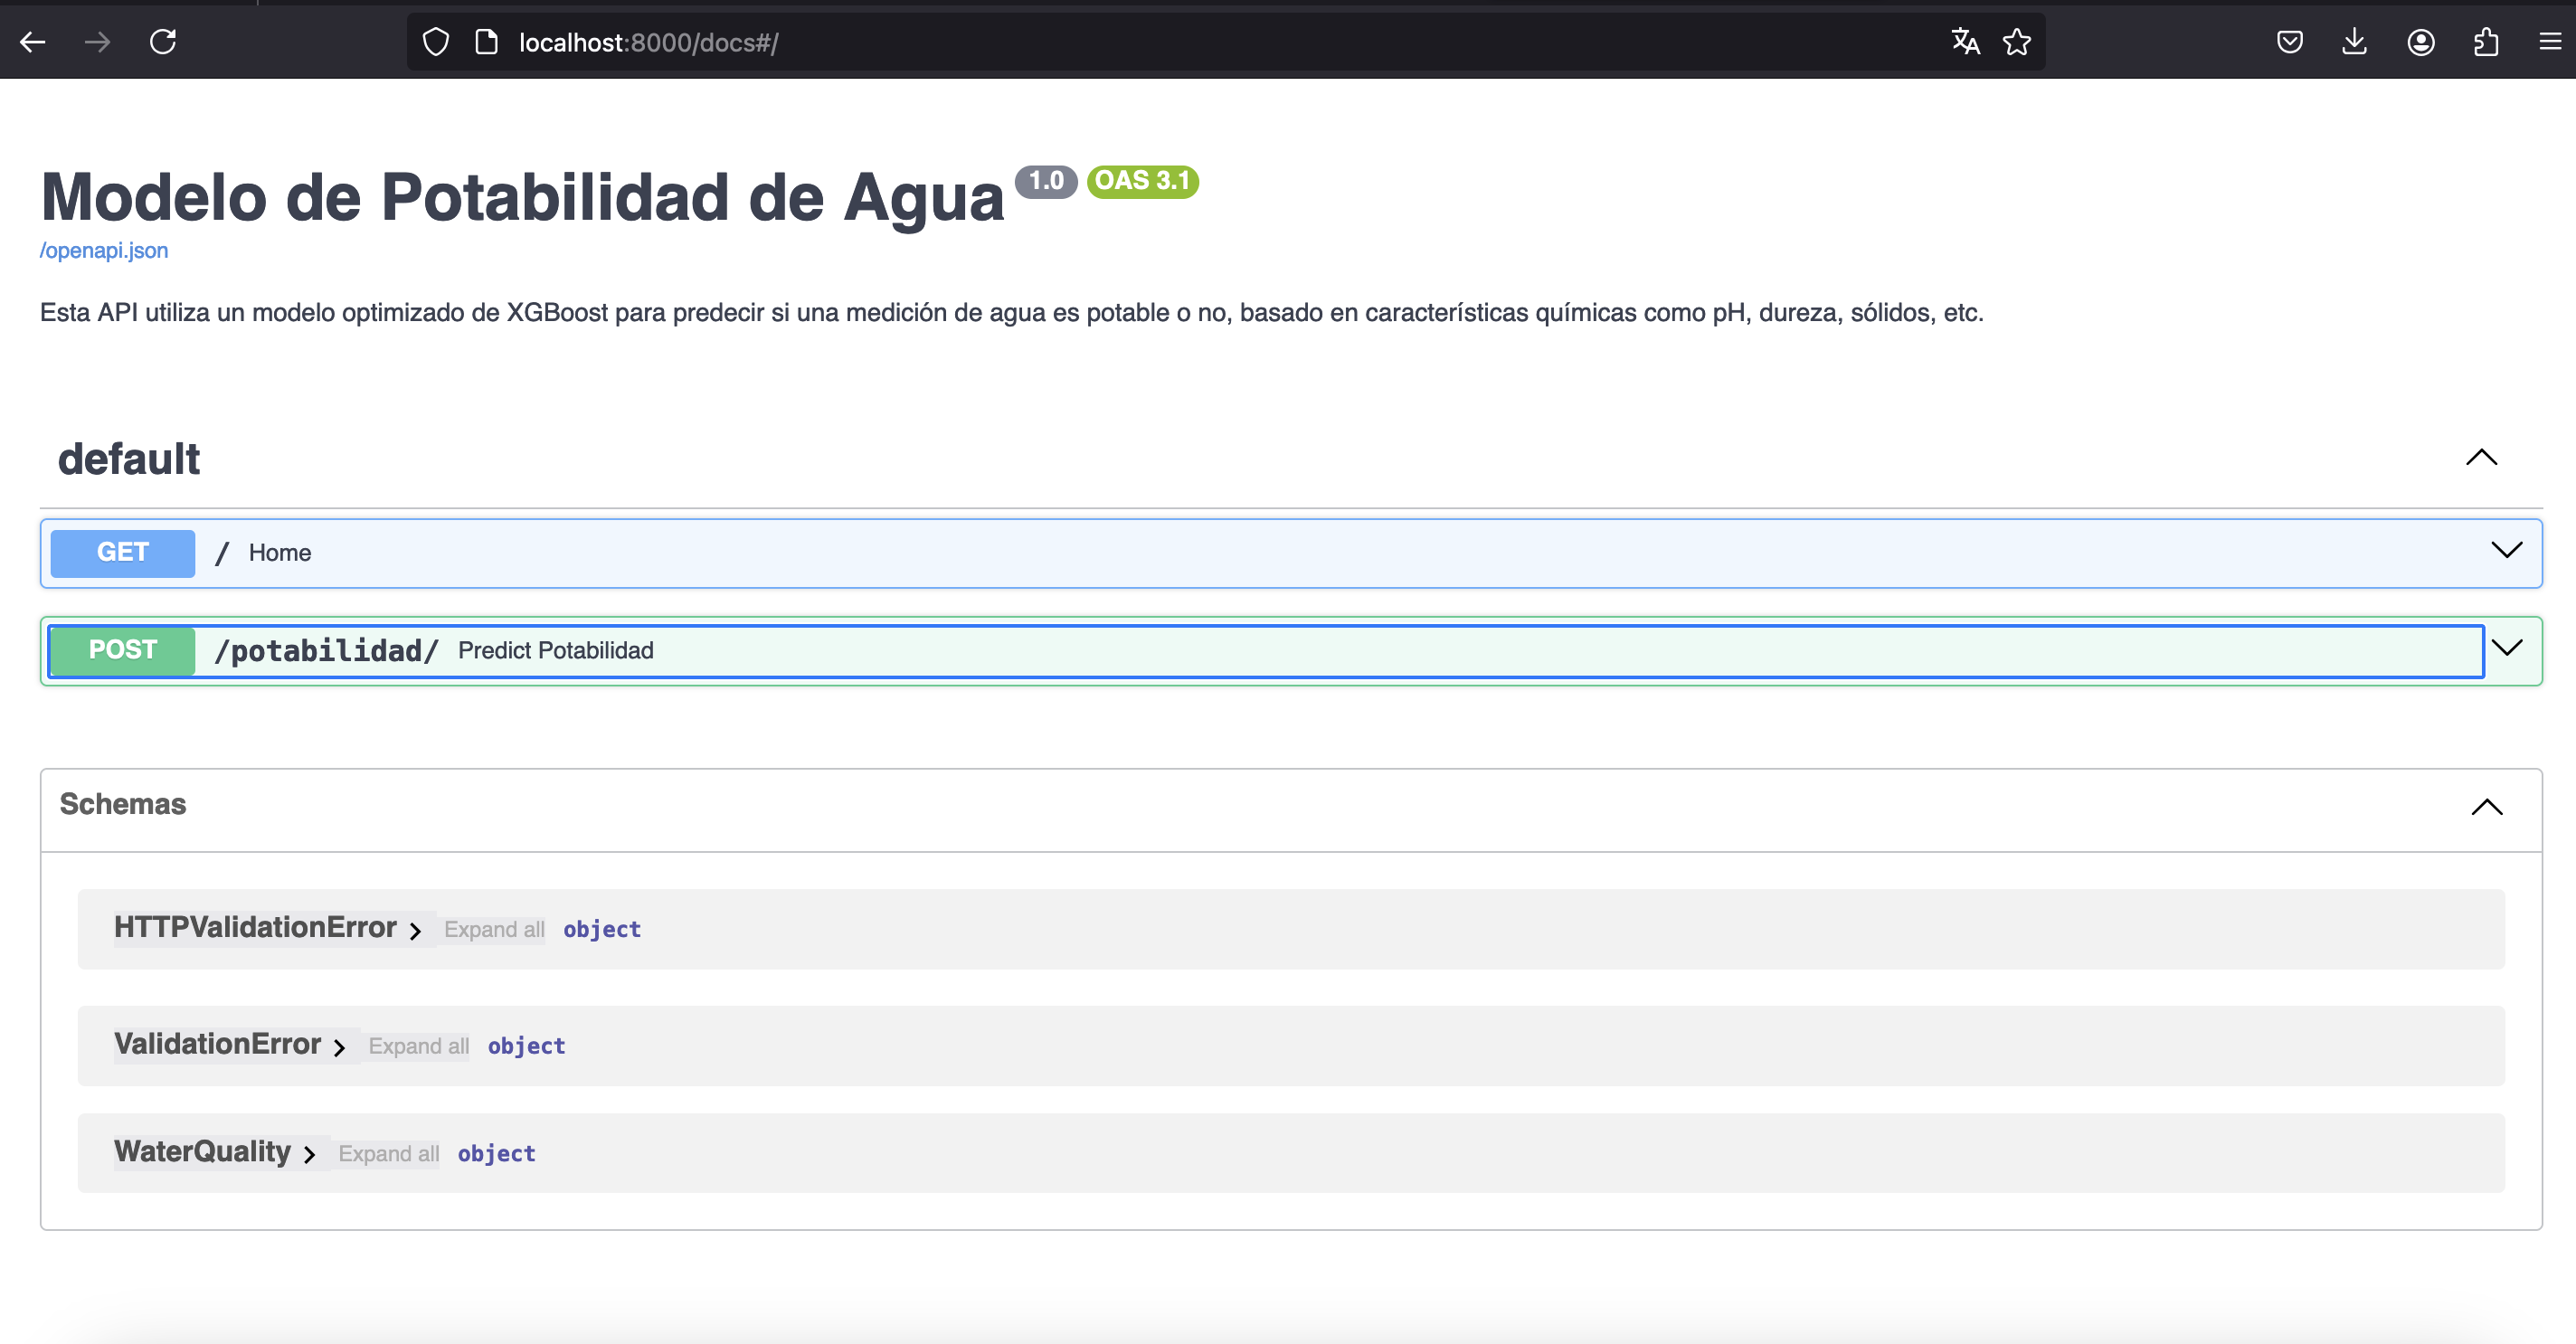 localhost:8000/docs#/
Modelo de Potabilidad de Agua 1.0 OAS 3.1
/openapi.json
Esta API utiliza un modelo optimizado de XGBoost para predecir si una medición de agua es potable o no, basado en características químicas como pH, dureza, sólidos, etc.
default
GET / Home
POST /potabilidad/ Predict Potabilidad
Schemas
HTTPValidationError Expand all object
ValidationError Expand all object
WaterQuality Expand all object